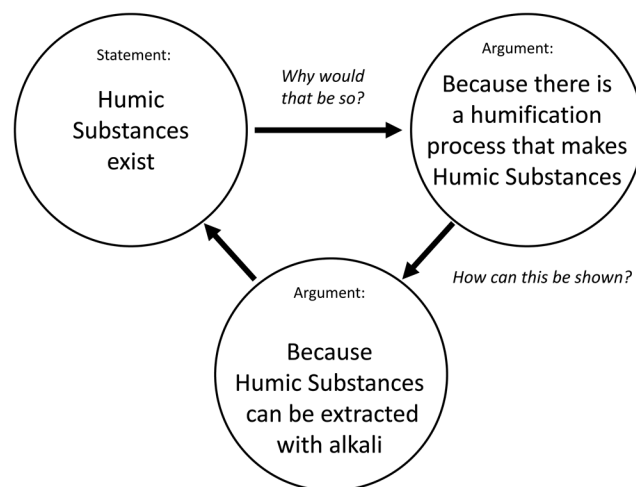 Statement:
Humic
Substances
exist
Why would
that be so?
Argument:
Because there is
a humification
process that makes
Humic Substances
How can this be shown?
Argument:
Because
Humic Substances
can be extracted
with alkali